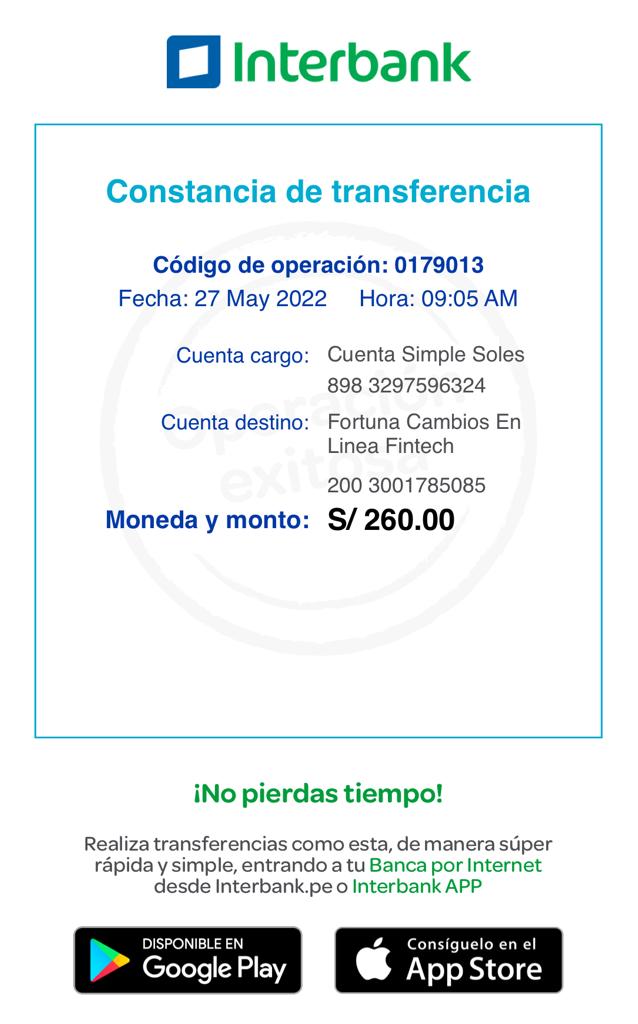 Interbank
Constancia de transferencia
Código de operación: 0179013
Fecha: 27 May 2022 Hora: 09:05 AM
Cuenta cargo: Cuenta Simple Soles
898 3297596324
Cuenta destino: Fortuna Cambios En
Linea Fintech
200 3001785085
Moneda y monto: S/ 260.00
Operación
exitosa
¡No pierdas tiempo!
Realiza transferencias como esta, de manera súper
rápida y simple, entrando a tu Banca por Internet
desde Interbank.pe o Interbank APP
DISPONIBLE EN
Google Play
Consíguelo en el
App Store